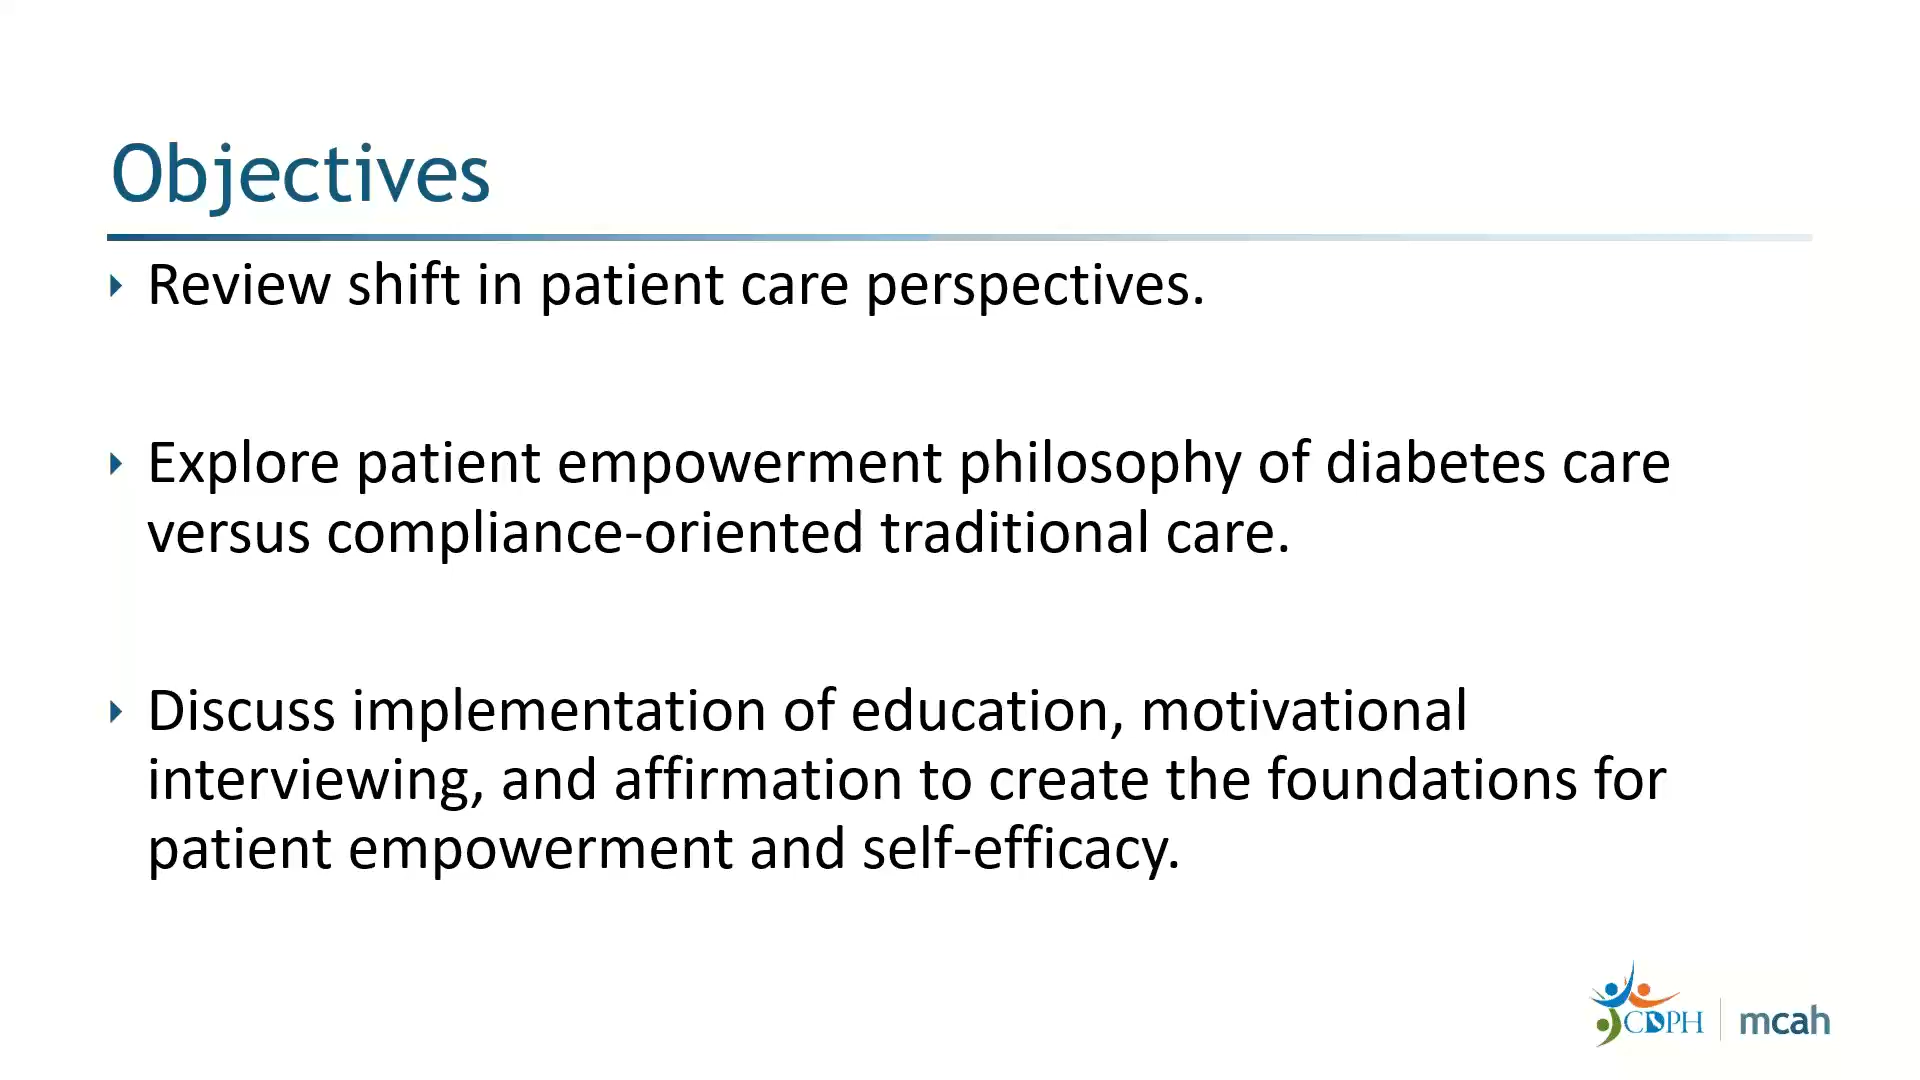 Objectives
Review shift in patient care perspectives.
Explore patient empowerment philosophy of diabetes care
versus compliance-oriented traditional care.
Discuss implementation of education, motivational
interviewing, and affirmation to create the foundations for
patient empowerment and self-efficacy.
CDPH | mcah